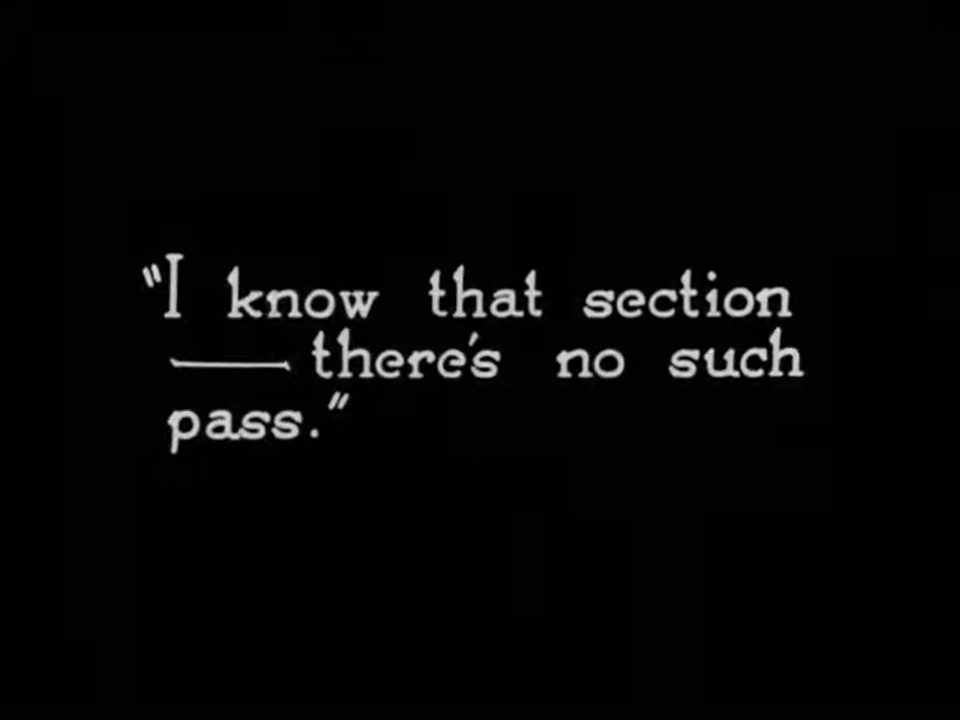 "I know that section
—there's no such
pass."